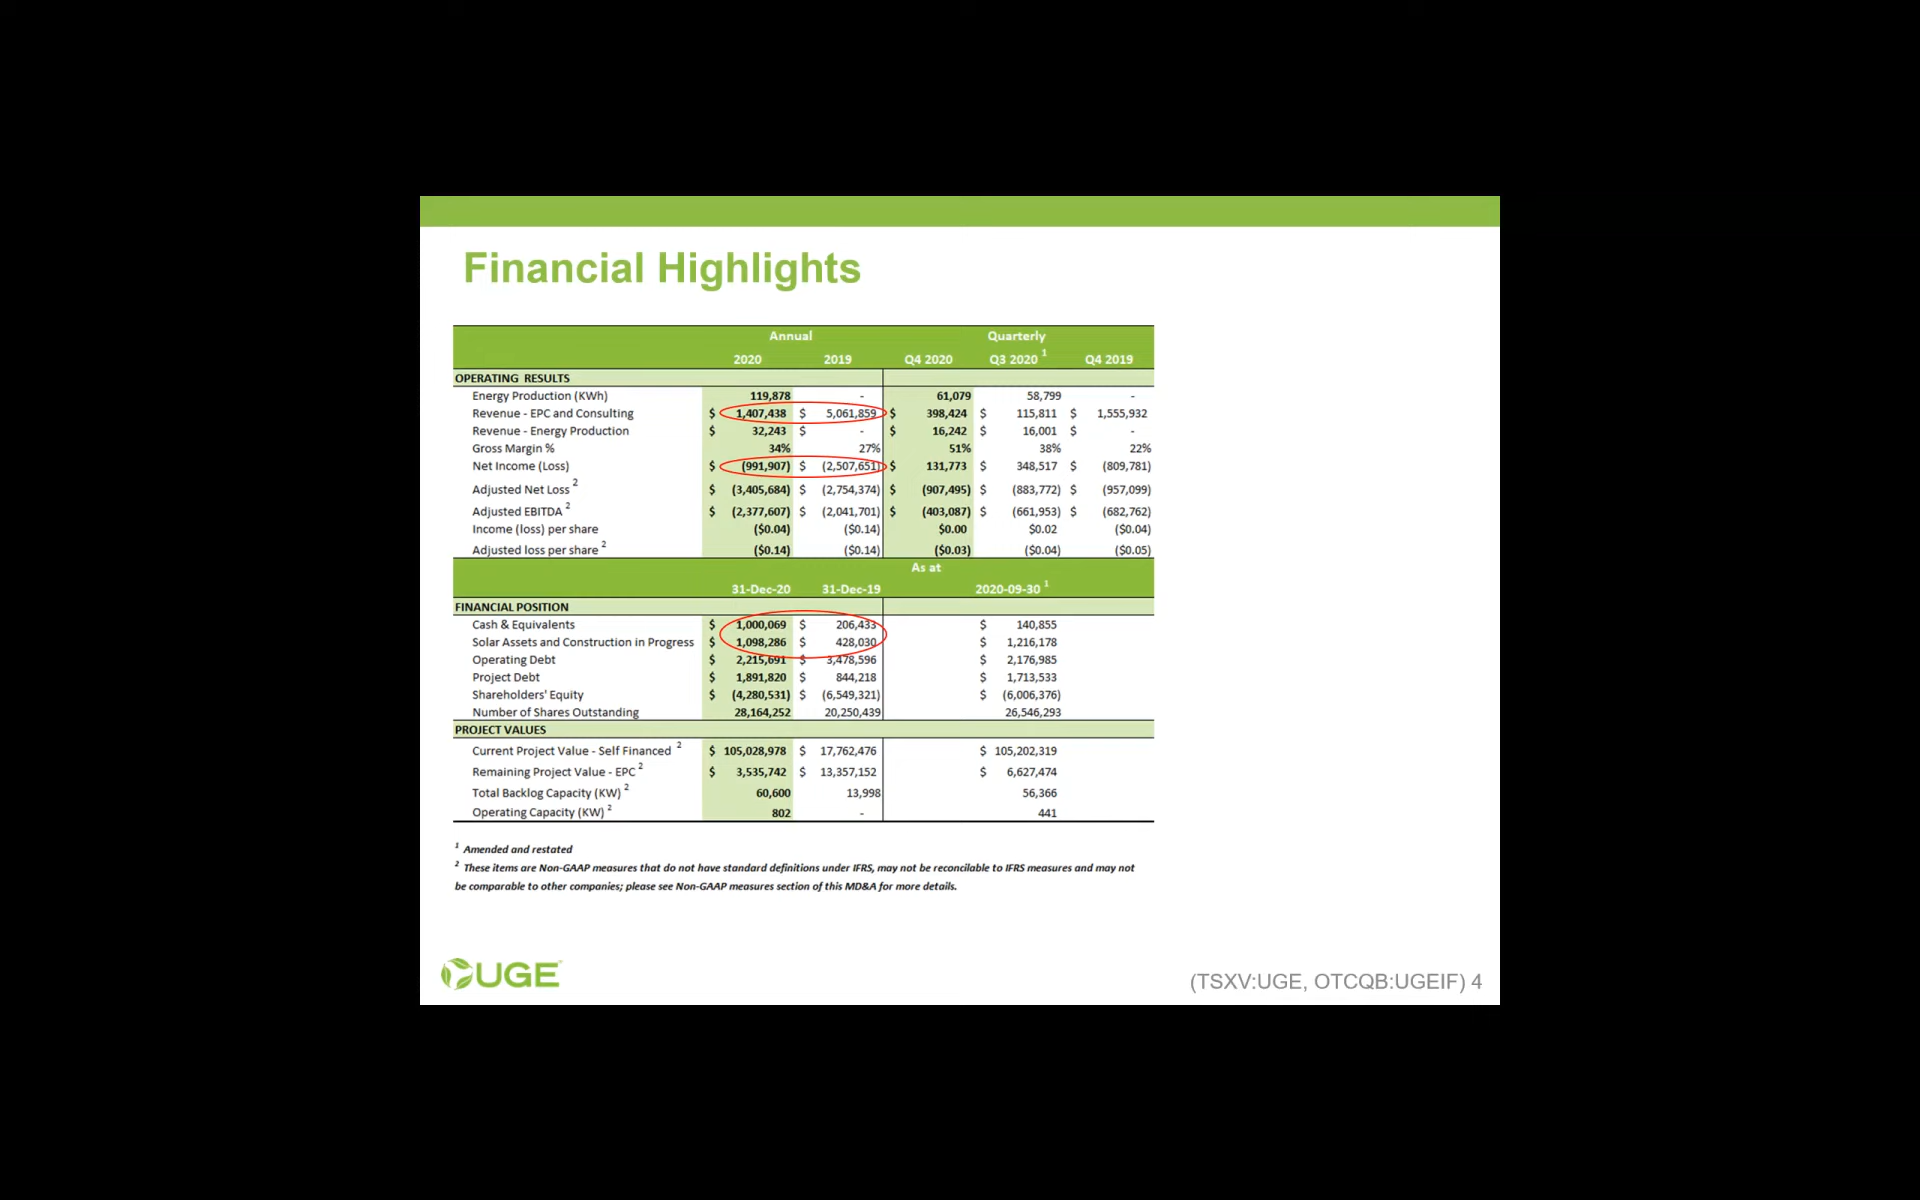 Financial Highlights
Annual Quarterly
2020 2019 Q4 2020 Q3 2020 1 Q4 2019
OPERATING RESULTS
Energy Production (KWh) 119,878 - 61,079 58,799 -
Revenue - EPC and Consulting $ 1,407,438 $ 5,061,859 $ 398,424 $ 115,811 $ 1,555,932
Revenue - Energy Production $ 32,243 $ - $ 16,242 $ 16,001 $ -
Gross Margin % 34% 27% 51% 38% 22%
Net Income (Loss) $ (991,907) $ (2,507,651) $ 131,773 $ 348,517 $ (809,781)
Adjusted Net Loss 2 $ (3,405,684) $ (2,754,374) $ (907,495) $ (883,772) $ (957,099)
Adjusted EBITDA 2 $ (2,377,607) $ (2,041,701) $ (403,087) $ (661,953) $ (682,762)
Income (loss) per share ($0.04) ($0.14) $0.00 $0.02 ($0.04)
Adjusted loss per share 2 ($0.14) ($0.14) ($0.03) ($0.04) ($0.05)
As at
31-Dec-20 31-Dec-19 2020-09-30 1
FINANCIAL POSITION
Cash & Equivalents $ 1,000,069 $ 206,433 $ 140,855
Solar Assets and Construction in Progress $ 1,098,286 $ 428,030 $ 1,216,178
Operating Debt $ 2,215,691 $ 3,478,596 $ 2,176,985
Project Debt $ 1,891,820 $ 844,218 $ 1,713,533
Shareholders' Equity $ (4,280,531) $ (6,549,321) $ (6,006,376)
Number of Shares Outstanding 28,164,252 20,250,439 26,546,293
PROJECT VALUES
Current Project Value - Self Financed 2 $ 105,028,978 $ 17,762,476 $ 105,202,319
Remaining Project Value - EPC 2 $ 3,535,742 $ 13,357,152 $ 6,627,474
Total Backlog Capacity (KW) 2 60,600 13,998 56,366
Operating Capacity (KW) 2 802 - 441
1 Amended and restated
2 These items are Non-GAAP measures that do not have standard definitions under IFRS, may not be reconcilable to IFRS measures and may not
be comparable to other companies; please see Non-GAAP measures section of this MD&A for more details.
UGE
(TSXV:UGE, OTCQB:UGEIF) 4